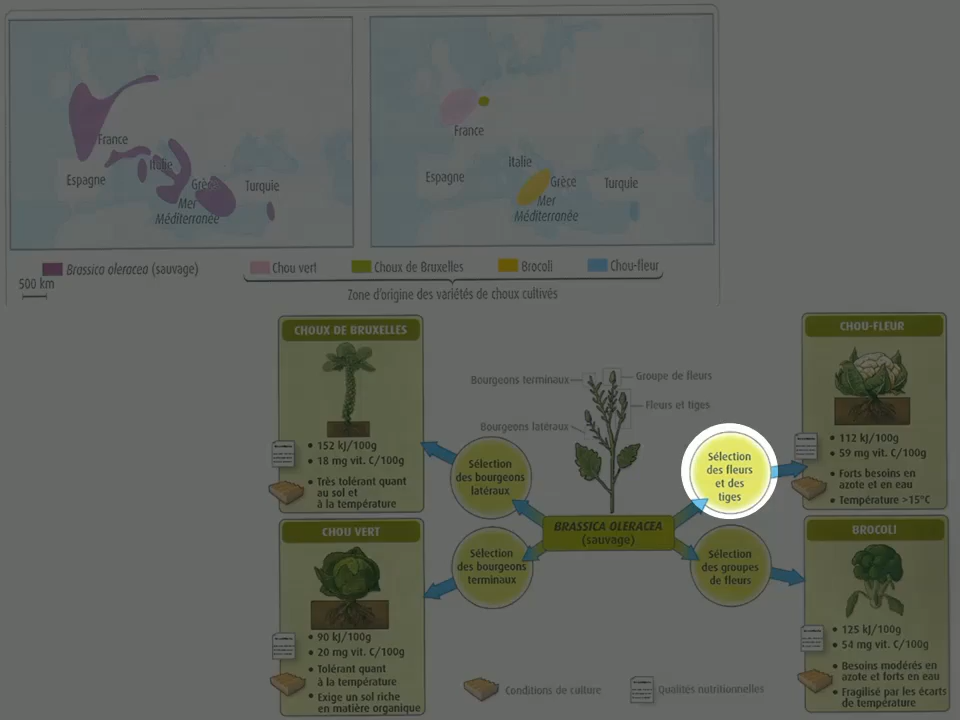 France
Espagne
Italie
Grèce
Turquie
Mer
Méditerronée
France
Espagne
Italie
Grèce
Turquie
Mer
Méditerronée
Brassica oleracea (sauvage)
Chou vert
Choux de Bruxelles
Brocoli
Chou-fleur
500 km
Zone d'origine des variétés de choux cultivés
CHOUX DE BRUXELLES
• 152 kJ/100g
• 18 mg vit. C/100g
• Très tolérant quant
au sol et
à la température
CHOU VERT
• 90 kJ/100g
• 20 mg vit. C/100g
• Tolérant quant
à la température
• Exige un sol riche
en matière organique
Bourgeons terminaux
Groupe de fleurs
Fleurs et tiges
Bourgeons latéraux
Sélection
des bourgeons
latéraux
Sélection
des fleurs
et des
tiges
BRASSICA OLERACEA
(sauvage)
Sélection
des bourgeons
terminaux
Sélection
des groupes
de fleurs
CHOU-FLEUR
• 112 kJ/100g
• 59 mg vit. C/100g
• Forts besoins en
azote et en eau
• Température >15°C
BROCOLI
• 125 kJ/100g
• 54 mg vit. C/100g
• Besoins modérés en
azote et forts en eau
• Fragilisé par les écarts
de température
Conditions de culture
Qualités nutritionnelles